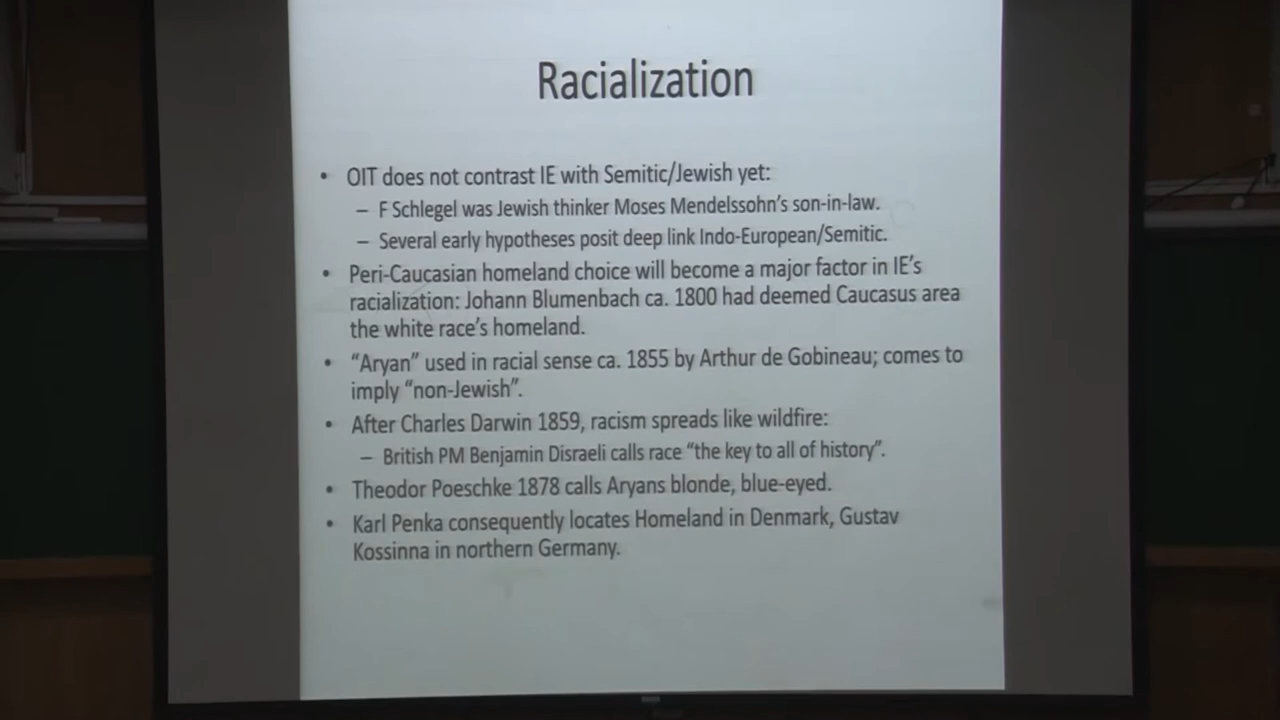 Racialization
• OIT does not contrast IE with Semitic/Jewish yet:
– F Schlegel was Jewish thinker Moses Mendelssohn's son-in-law.
– Several early hypotheses posit deep link Indo-European/Semitic.
• Peri-Caucasian homeland choice will become a major factor in IE's
racialization: Johann Blumenbach ca. 1800 had deemed Caucasus area
the white race's homeland.
• "Aryan" used in racial sense ca. 1855 by Arthur de Gobineau; comes to
imply "non-Jewish".
• After Charles Darwin 1859, racism spreads like wildfire:
– British PM Benjamin Disraeli calls race "the key to all of history".
• Theodor Poeschke 1878 calls Aryans blonde, blue-eyed.
• Karl Penka consequently locates Homeland in Denmark, Gustav
Kossinna in northern Germany.